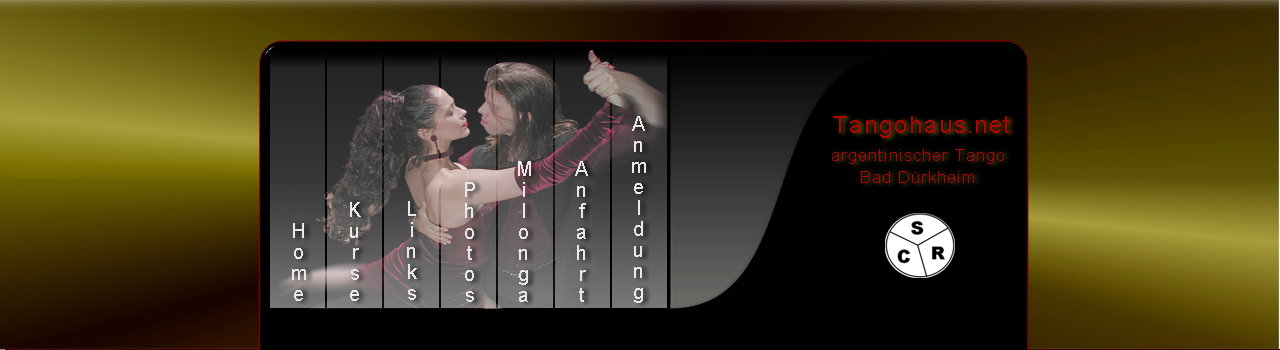 Home
Kurse
Links
Photos
Milonga
Anfahrt
Anmeldung
Tangohaus.net
argentinischer Tango
Bad Dürkheim
S
C R